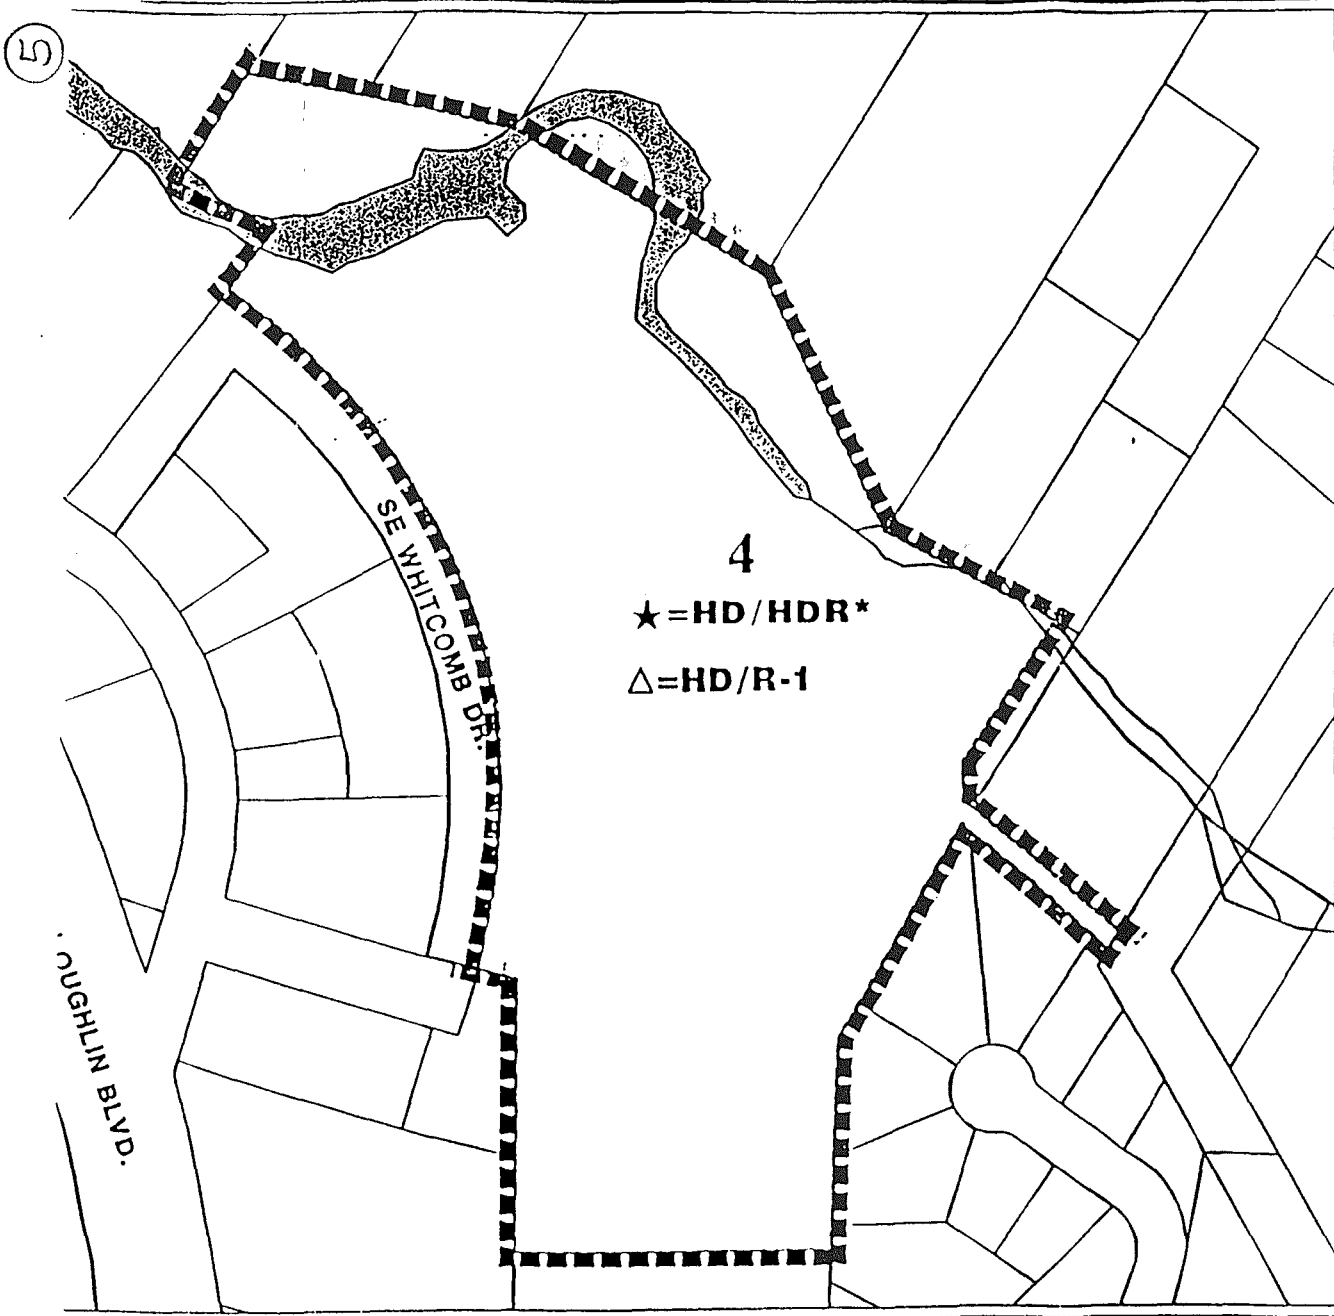 5
SE WHITCOMB DR.
4
★=HD/HDR*
△=HD/R-1
OUGHLIN BLVD.